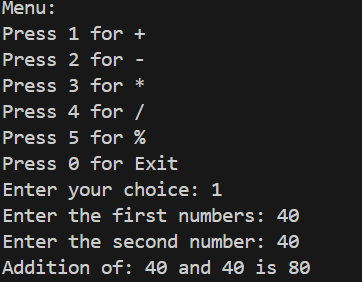 Menu:
Press 1 for +
Press 2 for -
Press 3 for *
Press 4 for /
Press 5 for %
Press 0 for Exit
Enter your choice: 1
Enter the first numbers: 40
Enter the second number: 40
Addition of: 40 and 40 is 80